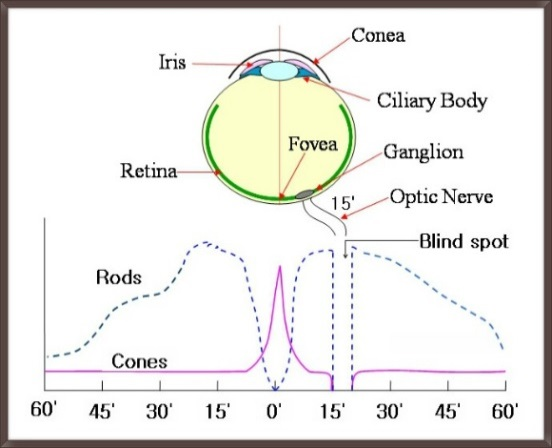 Conea
Iris
Ciliary Body
Fovea
Ganglion
Retina
15'
Optic Nerve
Blind spot
Rods
Cones
60' 45' 30' 15' 0' 15' 30' 45' 60'